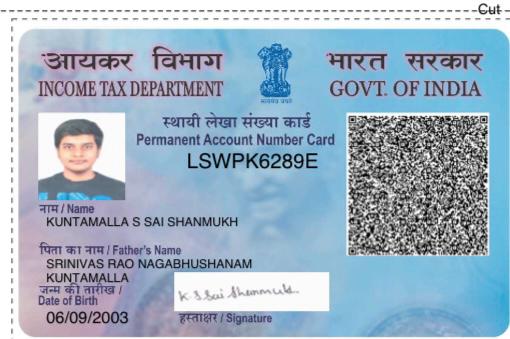 Cut
आयकर विभाग
INCOME TAX DEPARTMENT
सत्यमेव जयते
भारत सरकार
GOVT. OF INDIA
स्थायी लेखा संख्या कार्ड
Permanent Account Number Card
LSWPK6289E
नाम / Name
KUNTAMALLA S SAI SHANMUKH
पिता का नाम / Father's Name
SRINIVAS RAO NAGABHUSHANAM
KUNTAMALLA
जन्म की तारीख /
Date of Birth
06/09/2003
K.S.Sai Shanmukh
हस्ताक्षर / Signature